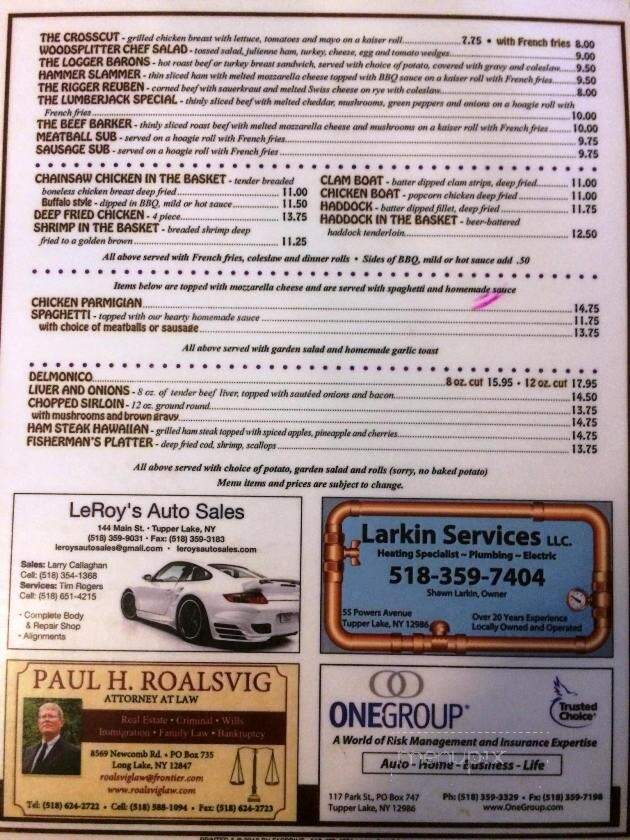 THE CROSSCUT - grilled chicken breast with lettuce, tomatoes and mayo on a kaiser roll 7.75 • with French fries 8.00
WOODSPLITTER CHEF SALAD - tossed salad, julienne ham, turkey, cheese, egg and tomato wedges 9.00
THE LOGGER BARONS - hot roast beef or turkey breast sandwich, served with choice of potato, covered with gravy and coleslaw 9.50
HAMMER SLAMMER - thin sliced ham with melted mozzarella cheese topped with BBQ sauce on a kaiser roll with French fries 9.50
THE RIGGER REUBEN - corned beef with sauerkraut and melted Swiss cheese on rye with coleslaw 8.00
THE LUMBERJACK SPECIAL - thinly sliced beef with melted cheddar, mushrooms, green peppers and onions on a hoagie roll with
French fries 10.00
THE BEEF BARKER - thinly sliced roast beef with melted mozzarella cheese and mushrooms on a kaiser roll with French fries 10.00
MEATBALL SUB - served on a hoagie roll with French fries 9.75
SAUSAGE SUB - served on a hoagie roll with French fries 9.75
CHAINSAW CHICKEN IN THE BASKET - tender breaded
boneless chicken breast deep fried 11.00
Buffalo style - dipped in BBQ, mild or hot sauce 11.50
DEEP FRIED CHICKEN - 4 piece 13.75
SHRIMP IN THE BASKET - breaded shrimp deep
fried to a golden brown 11.25
CLAM BOAT - batter dipped clam strips, deep fried 11.00
CHICKEN BOAT - popcorn chicken deep fried 11.00
HADDOCK - batter dipped fillet, deep fried 11.75
HADDOCK IN THE BASKET - beer-battered
haddock tenderloin 12.50
All above served with French fries, coleslaw and dinner rolls • Sides of BBQ, mild or hot sauce add .50
Items below are topped with mozzarella cheese and are served with spaghetti and homemade sauce
CHICKEN PARMIGIAN 14.75
SPAGHETTI - topped with our hearty homemade sauce 11.75
with choice of meatballs or sausage 13.75
All above served with garden salad and homemade garlic toast
DELMONICO 8 oz. cut 15.95 • 12 oz. cut 17.95
LIVER AND ONIONS - 8 oz. of tender beef liver, topped with sautéed onions and bacon 14.50
CHOPPED SIRLOIN - 12 oz. ground round 13.75
with mushrooms and brown gravy 14.75
HAM STEAK HAWAIIAN - grilled ham steak topped with spiced apples, pineapple and cherries 14.75
FISHERMAN'S PLATTER - deep fried cod, shrimp, scallops 13.75
All above served with choice of potato, garden salad and rolls (sorry, no baked potato)
Menu items and prices are subject to change.
LeRoy's Auto Sales
144 Main St. • Tupper Lake, NY
(518) 359-9031 • Fax: (518) 359-3183
leroysautosales@gmail.com • leroysautosales.com
Sales: Larry Callaghan
Cell: (518) 354-1368
Services: Tim Rogers
Cell: (518) 651-4215
• Complete Body
& Repair Shop
• Alignments
Larkin Services LLC.
Heating Specialist ~ Plumbing ~ Electric
518-359-7404
Shawn Larkin, Owner
55 Powers Avenue
Tupper Lake, NY 12986
Over 20 Years Experience
Locally Owned and Operated
PAUL H. ROALSVIG
ATTORNEY AT LAW
Real Estate • Criminal • Wills
Immigration • Family Law • Bankruptcy
8569 Newcomb Rd. • PO Box 735
Long Lake, NY 12847
roalsviglaw@frontier.com
www.roalsviglaw.com
Tel: (518) 624-2722 • Cell: (518) 588-1094 • Fax: (518) 624-2723
ONEGROUP®
Trusted
Choice®
A World of Risk Management and Insurance Expertise
Auto - Home - Business - Life
menupix
117 Park St., PO Box 747
Tupper Lake, NY 12986
Ph: (518) 359-3329 • Fx: (518) 359-7198
www.OneGroup.com